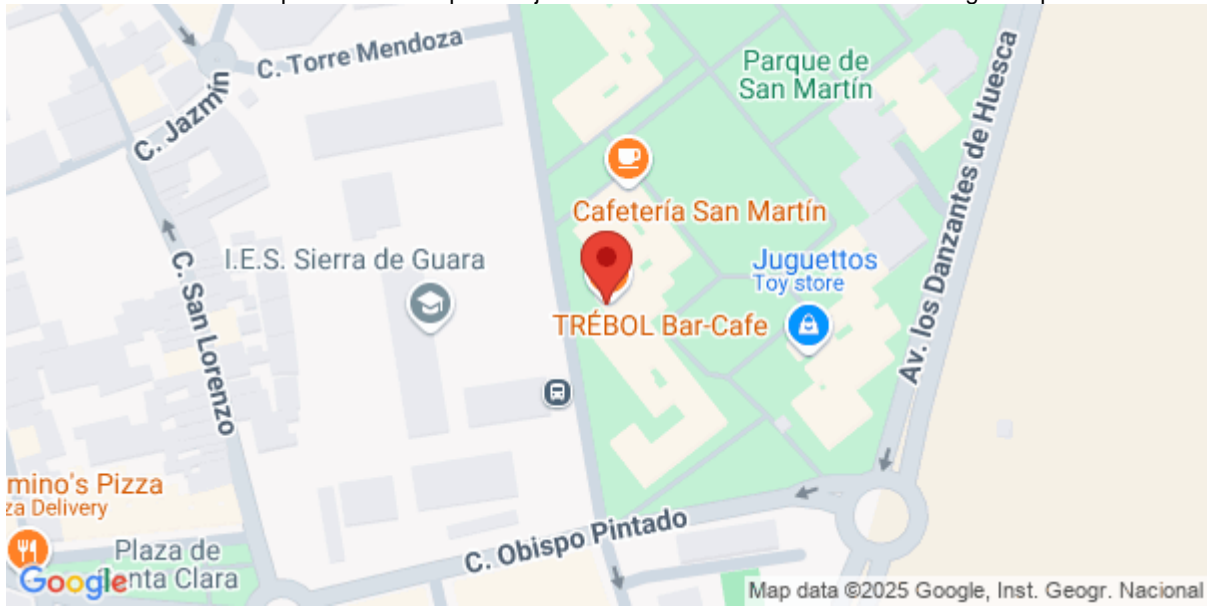 C. Torre Mendoza
Parque de
San Martín
C. Jazmín
Av. los Danzantes de Huesca
Cafetería San Martín
I.E.S. Sierra de Guara
Juguettos
Toy store
C. San Lorenzo
TRÉBOL Bar-Cafe
mino's Pizza
za Delivery
C. Obispo Pintado
Plaza de
nta Clara
Google
Map data ©2025 Google, Inst. Geogr. Nacional